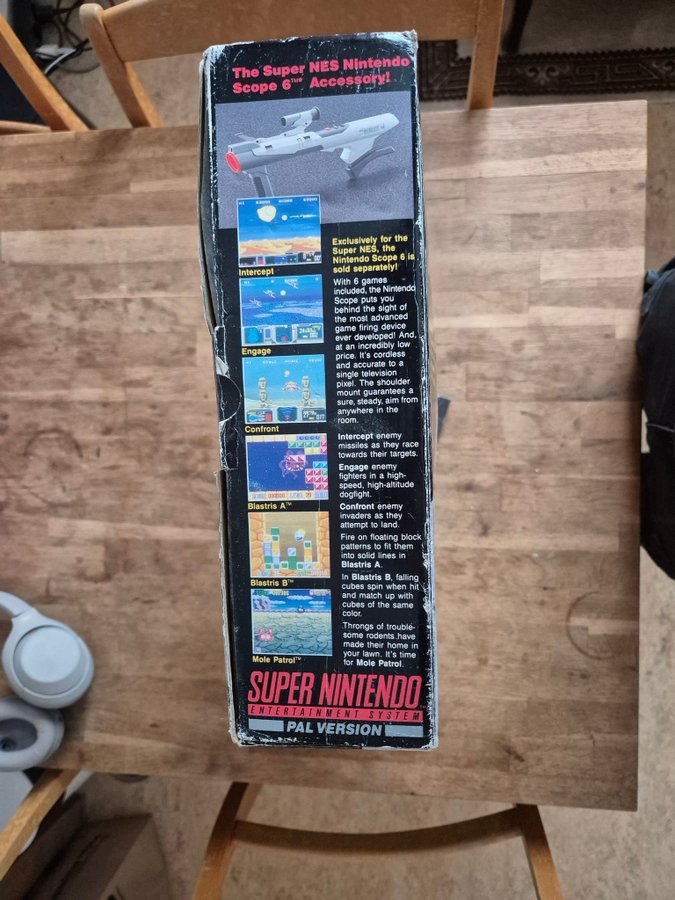 The Super NES Nintendo
Scope 6™ Accessory!
Intercept
Engage
Confront
Blastris A™
Blastris B™
Mole Patrol™
Exclusively for the
Super NES, the
Nintendo Scope 6 is
sold separately!
With 6 games
included, the Nintendo
Scope puts you
behind the sight of
the most advanced
game firing device
ever developed! And,
at an incredibly low
price. It's cordless
and accurate to a
single television
pixel. The shoulder
mount guarantees a
sure, steady, aim from
anywhere in the
room.
Intercept enemy
missiles as they race
towards their targets.
Engage enemy
fighters in a high-
speed, high-altitude
dogfight.
Confront enemy
invaders as they
attempt to land.
Fire on floating block
patterns to fit them
into solid lines in
Blastris A.
In Blastris B, falling
cubes spin when hit
and match up with
cubes of the same
color.
Throngs of trouble-
some rodents have
made their home in
your lawn. It's time
for Mole Patrol.
SUPER NINTENDO
ENTERTAINMENT SYSTEM
PAL VERSION